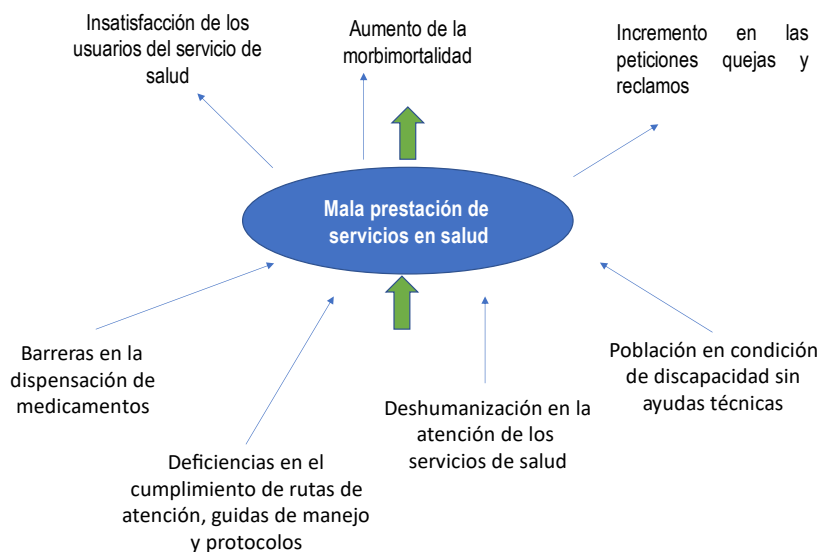 Insatisfacción de los
usuarios del servicio de
salud
Aumento de la
morbimortalidad
Incremento en las
peticiones quejas y
reclamos
Mala prestación de
servicios en salud
Barreras en la
dispensación de
medicamentos
Deficiencias en el
cumplimiento de rutas de
atención, guidas de manejo
y protocolos
Deshumanización en la
atención de los
servicios de salud
Población en condición
de discapacidad sin
ayudas técnicas